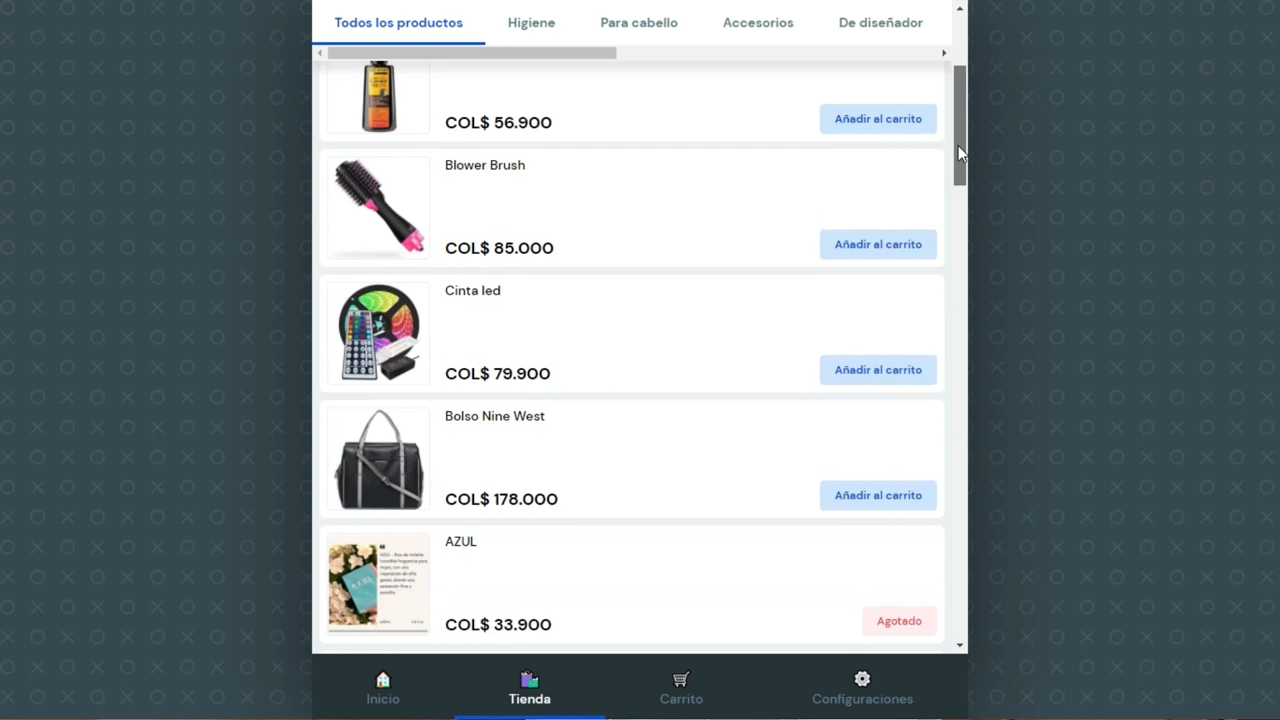 Todos los productos
Higiene
Para cabello
Accesorios
De diseñador
COL$ 56.900
Añadir al carrito
Blower Brush
COL$ 85.000
Añadir al carrito
Cinta led
COL$ 79.900
Añadir al carrito
Bolso Nine West
COL$ 178.000
Añadir al carrito
AZUL
COL$ 33.900
Agotado
Inicio
Tienda
Carrito
Configuraciones